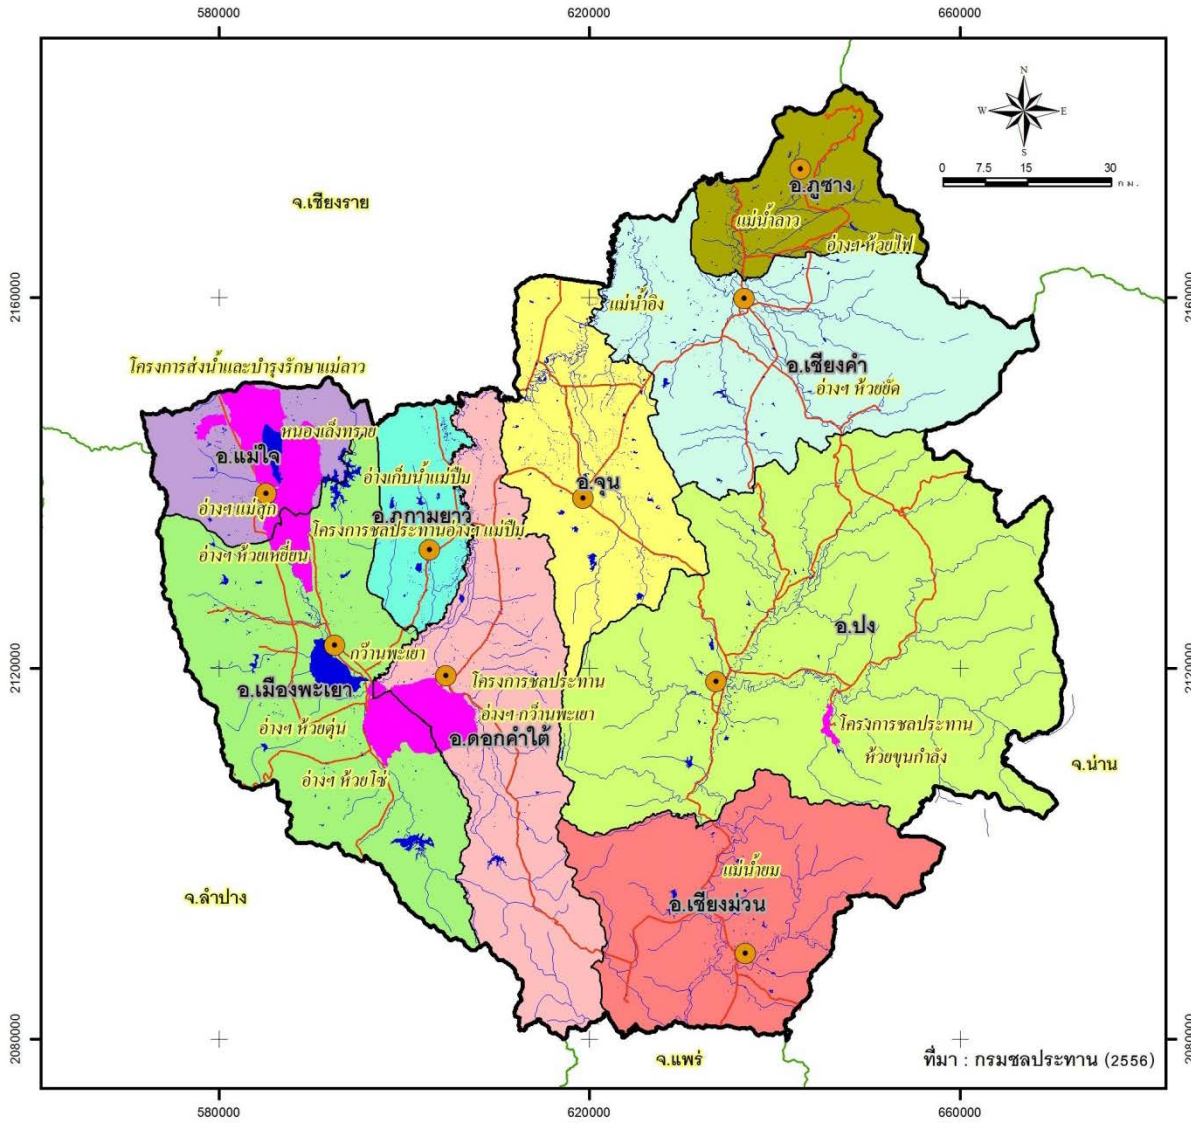 580000
620000
660000
N
W
E
S
0
7.5
15
30
ก ม.
อ.ภูซาง
จ.เชียงราย
แม่น้ำลาว
อ่างฯ ห้วยไฟ
2160000
2160000
แม่น้ำอิง
โครงการส่งน้ำและบำรุงรักษาแม่ลาว
อ.เชียงคำ
อ่างฯ ห้วยยัด
หนองเล็งทราย
อ.แม่ใจ
อ่างเก็บน้ำแม่ปืม
อ.จุน
อ่างฯ แม่สุก
อ.ภูกามยาว
โครงการชลประทานอ่างฯ แม่ปืม
อ่างฯ ห้วยเหยี่ยน
อ.ปง
กว๊านพะเยา
2120000
2120000
อ.เมืองพะเยา
โครงการชลประทาน
อ่างฯ กว๊านพะเยา
อ่างฯ ห้วยตุ่น
อ.ดอกคำใต้
โครงการชลประทาน
ห้วยขุนกำลัง
จ.น่าน
อ่างฯ ห้วยโซ่
แม่น้ำยม
จ.ลำปาง
อ.เชียงม่วน
2080000
2080000
จ.แพร่
ที่มา : กรมชลประทาน (2556)
580000
620000
660000